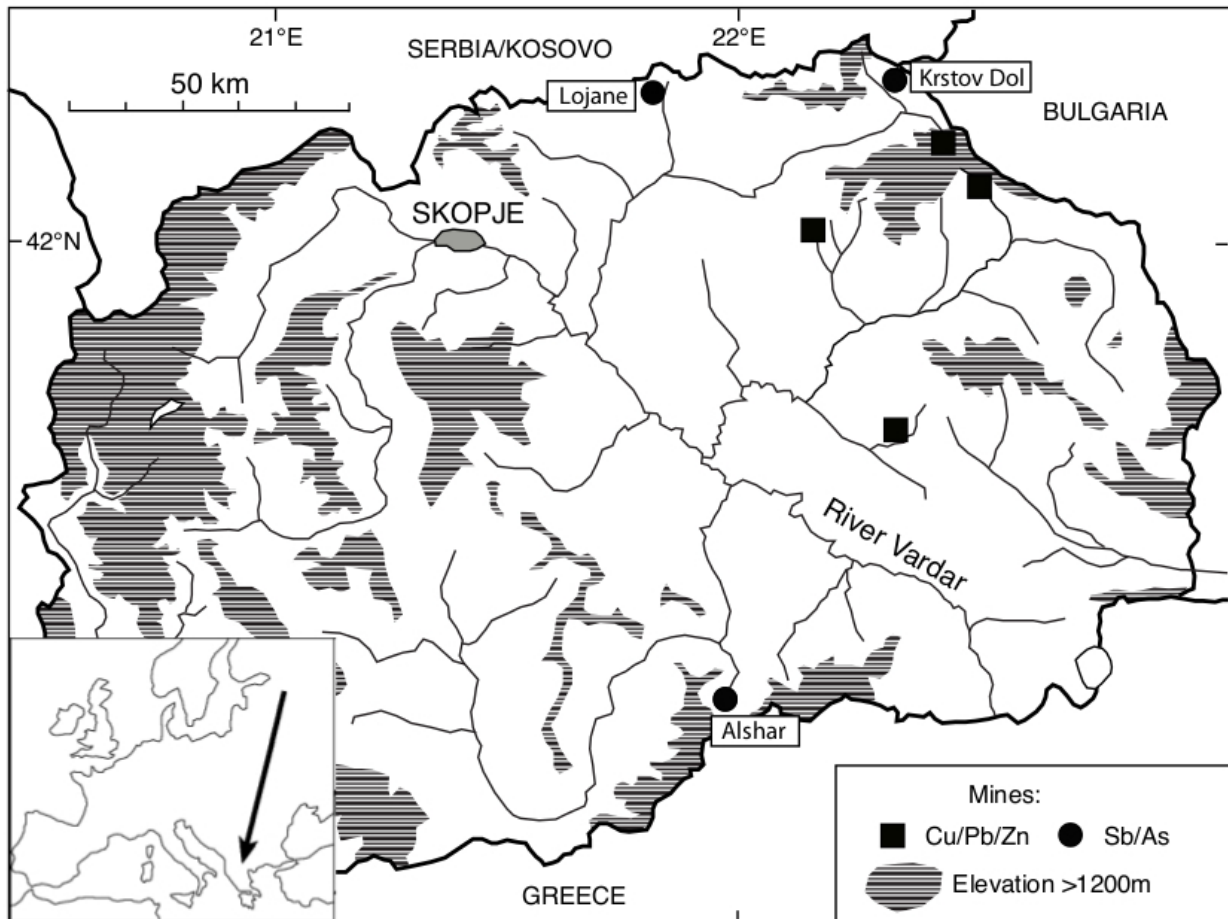 21°E
22°E
SERBIA/KOSOVO
50 km
Lojane
Krstov Dol
BULGARIA
SKOPJE
42°N
River Vardar
Alshar
Mines:
Cu/Pb/Zn
Sb/As
Elevation >1200m
GREECE